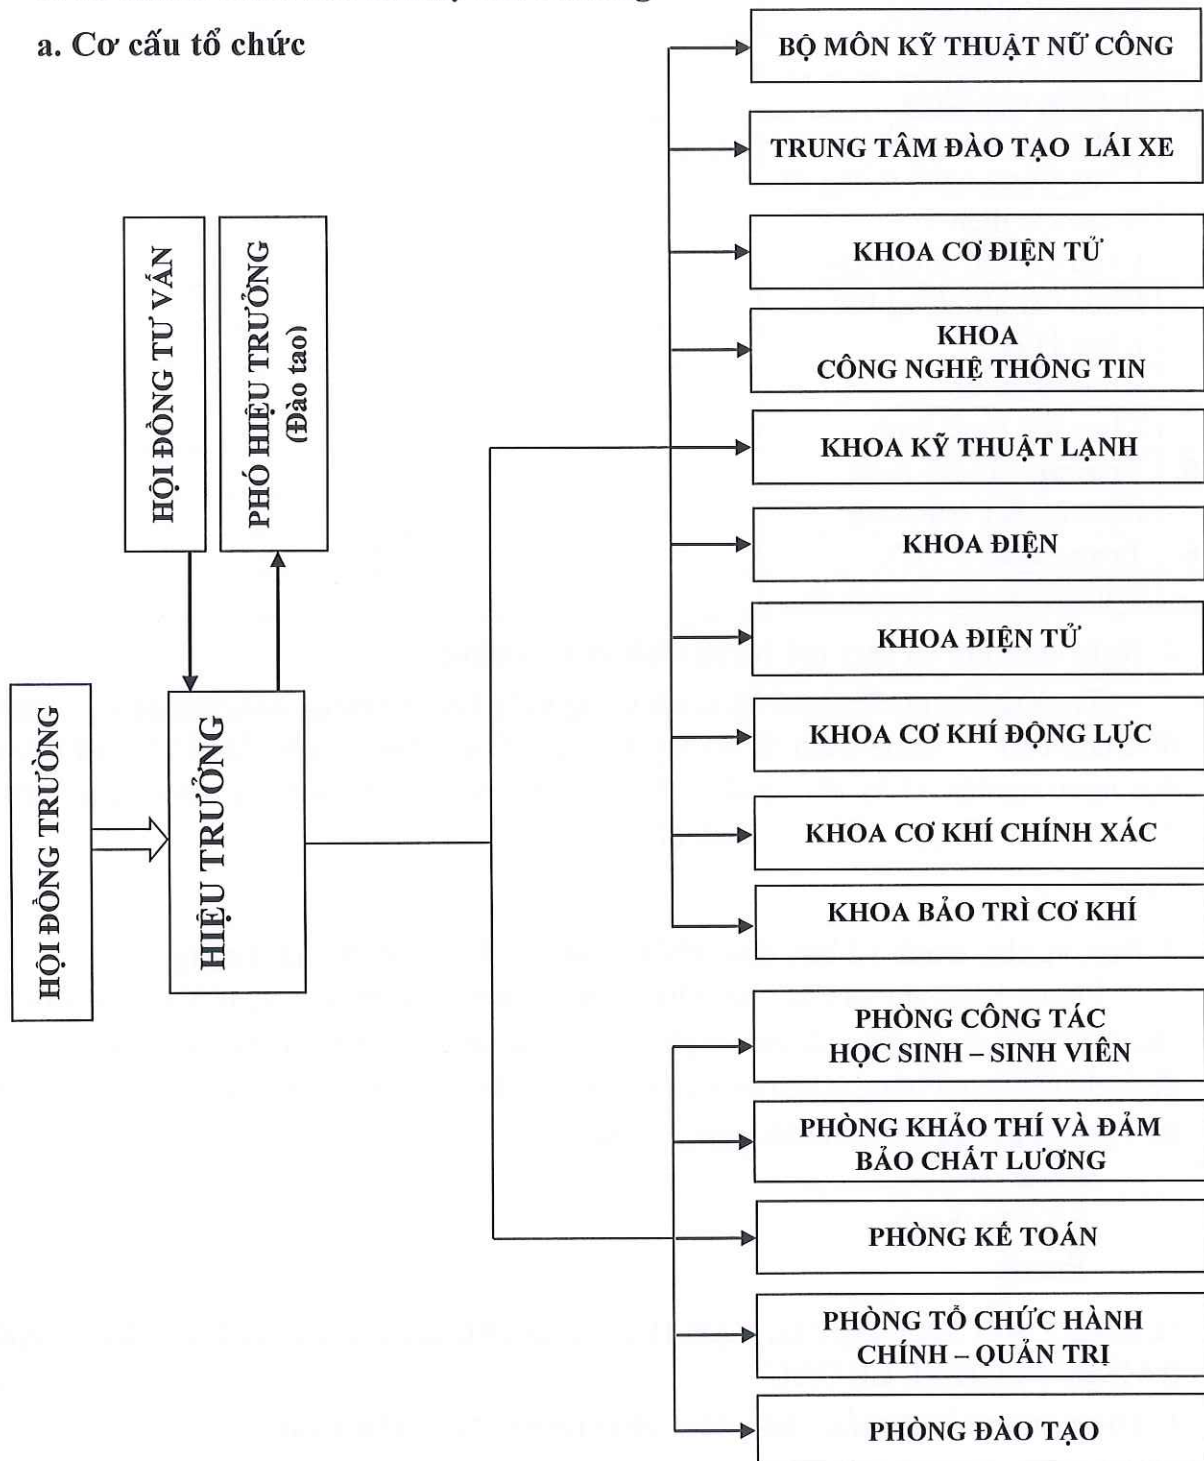 a. Cơ cấu tổ chức
BỘ MÔN KỸ THUẬT NỮ CÔNG
TRUNG TÂM ĐÀO TẠO LÁI XE
KHOA CƠ ĐIỆN TỬ
KHOA
CÔNG NGHỆ THÔNG TIN
KHOA KỸ THUẬT LẠNH
KHOA ĐIỆN
KHOA ĐIỆN TỬ
KHOA CƠ KHÍ ĐỘNG LỰC
KHOA CƠ KHÍ CHÍNH XÁC
KHOA BẢO TRÌ CƠ KHÍ
PHÒNG CÔNG TÁC
HỌC SINH – SINH VIÊN
PHÒNG KHẢO THÍ VÀ ĐẢM
BẢO CHẤT LƯƠNG
PHÒNG KẾ TOÁN
PHÒNG TỔ CHỨC HÀNH
CHÍNH – QUẢN TRỊ
PHÒNG ĐÀO TẠO
HỘI ĐỒNG TƯ VẤN
PHÓ HIỆU TRƯỞNG
(Đào tao)
HIỆU TRƯỞNG
HỘI ĐỒNG TRƯỜNG